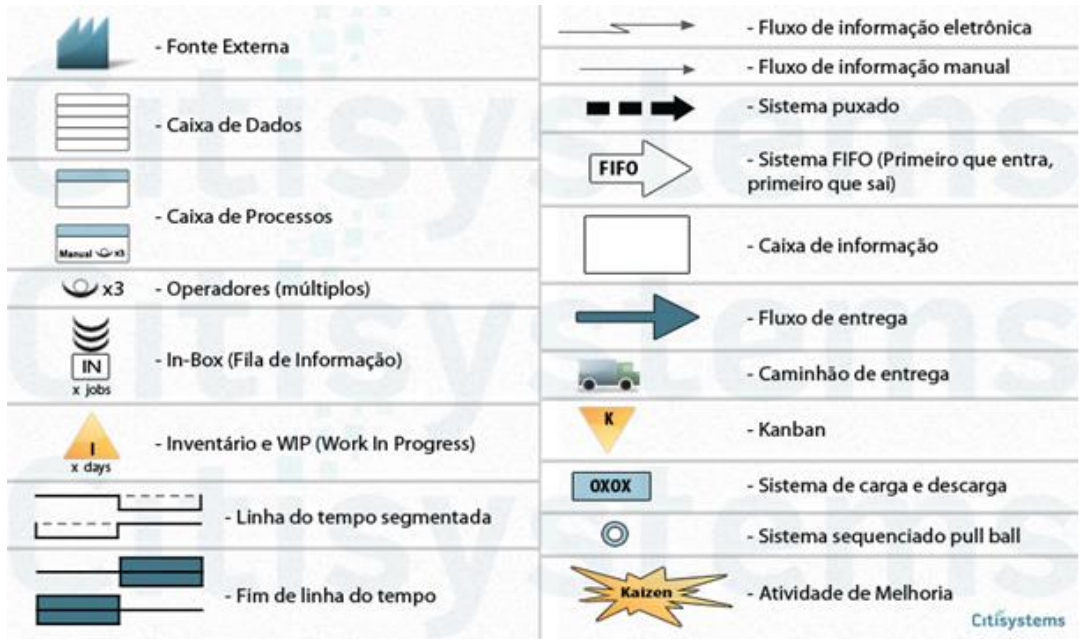 - Fonte Externa
- Caixa de Dados
- Caixa de Processos
Manual x3
x3 - Operadores (múltiplos)
IN
x jobs
- In-Box (Fila de Informação)
I
x days
- Inventário e WIP (Work In Progress)
- Linha do tempo segmentada
- Fim de linha do tempo
- Fluxo de informação eletrônica
- Fluxo de informação manual
- Sistema puxado
FIFO
- Sistema FIFO (Primeiro que entra,
primeiro que sai)
- Caixa de informação
- Fluxo de entrega
- Caminhão de entrega
K
- Kanban
OXOX
- Sistema de carga e descarga
- Sistema sequenciado pull ball
Kaizen
- Atividade de Melhoria
Citisystems
Citisystems
Citisystems
Citisystems